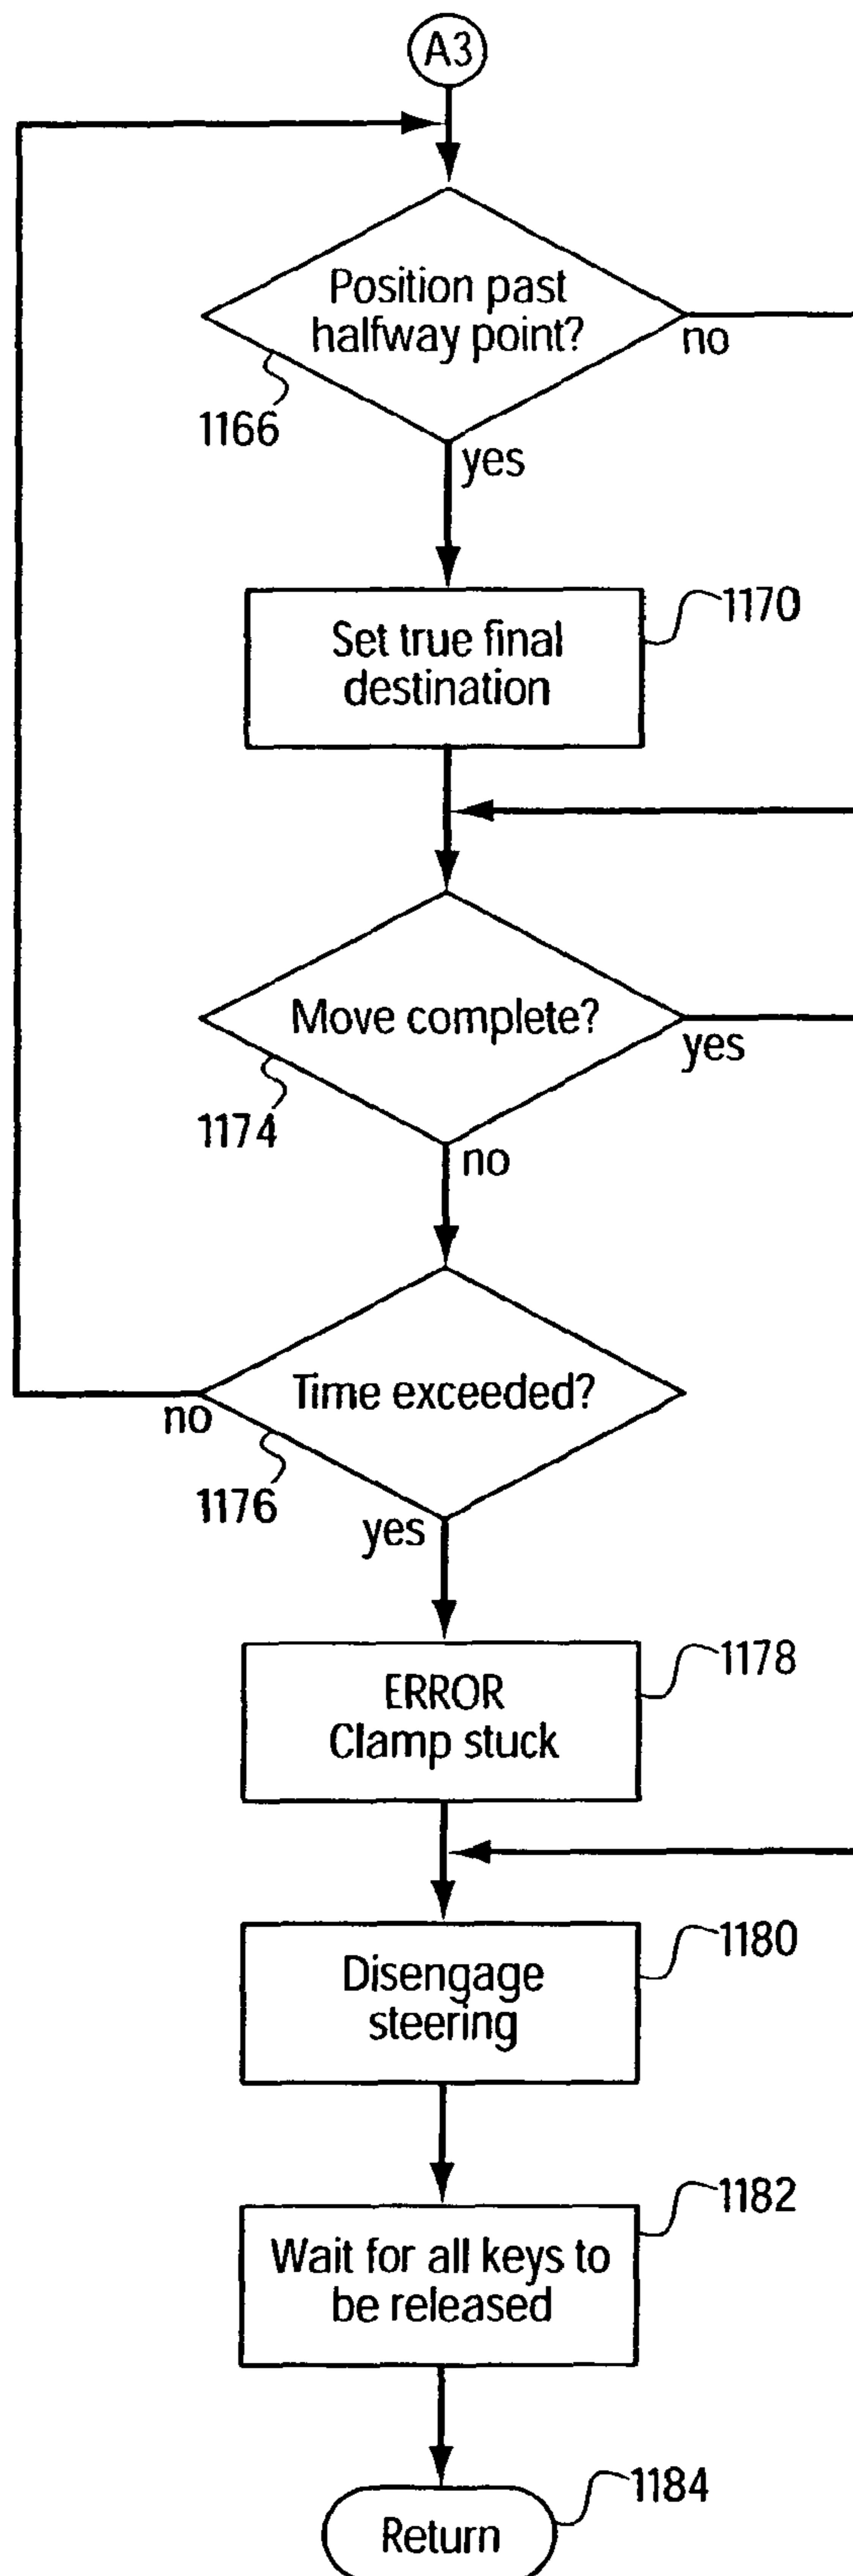 A3
Position past
halfway point?
no
1166
yes
1170
Set true final
destination
Move complete?
yes
1174
no
Time exceeded?
no
1176
yes
1178
ERROR
Clamp stuck
1180
Disengage
steering
1182
Wait for all keys to
be released
1184
Return